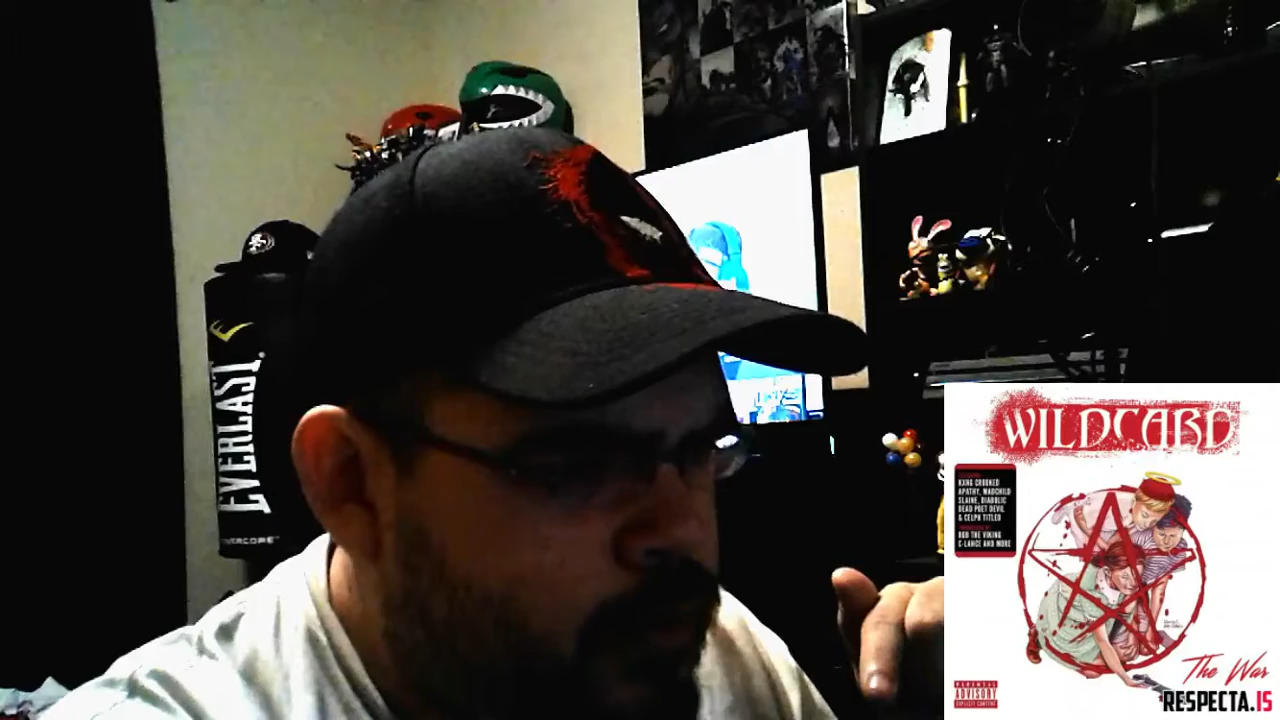 EVERLAST
EVERCOPE™
WILDCARD
KXNG CROOKED
APATHY, MADCHILD
SLAINE, DIABOLIC
DEAD POET DEVIL
& CELPH TITLED
ROB THE VIKING
C-LANCE AND MORE
The War
PARENTAL
ADVISORY
EXPLICIT CONTENT
RESPECTA.IS